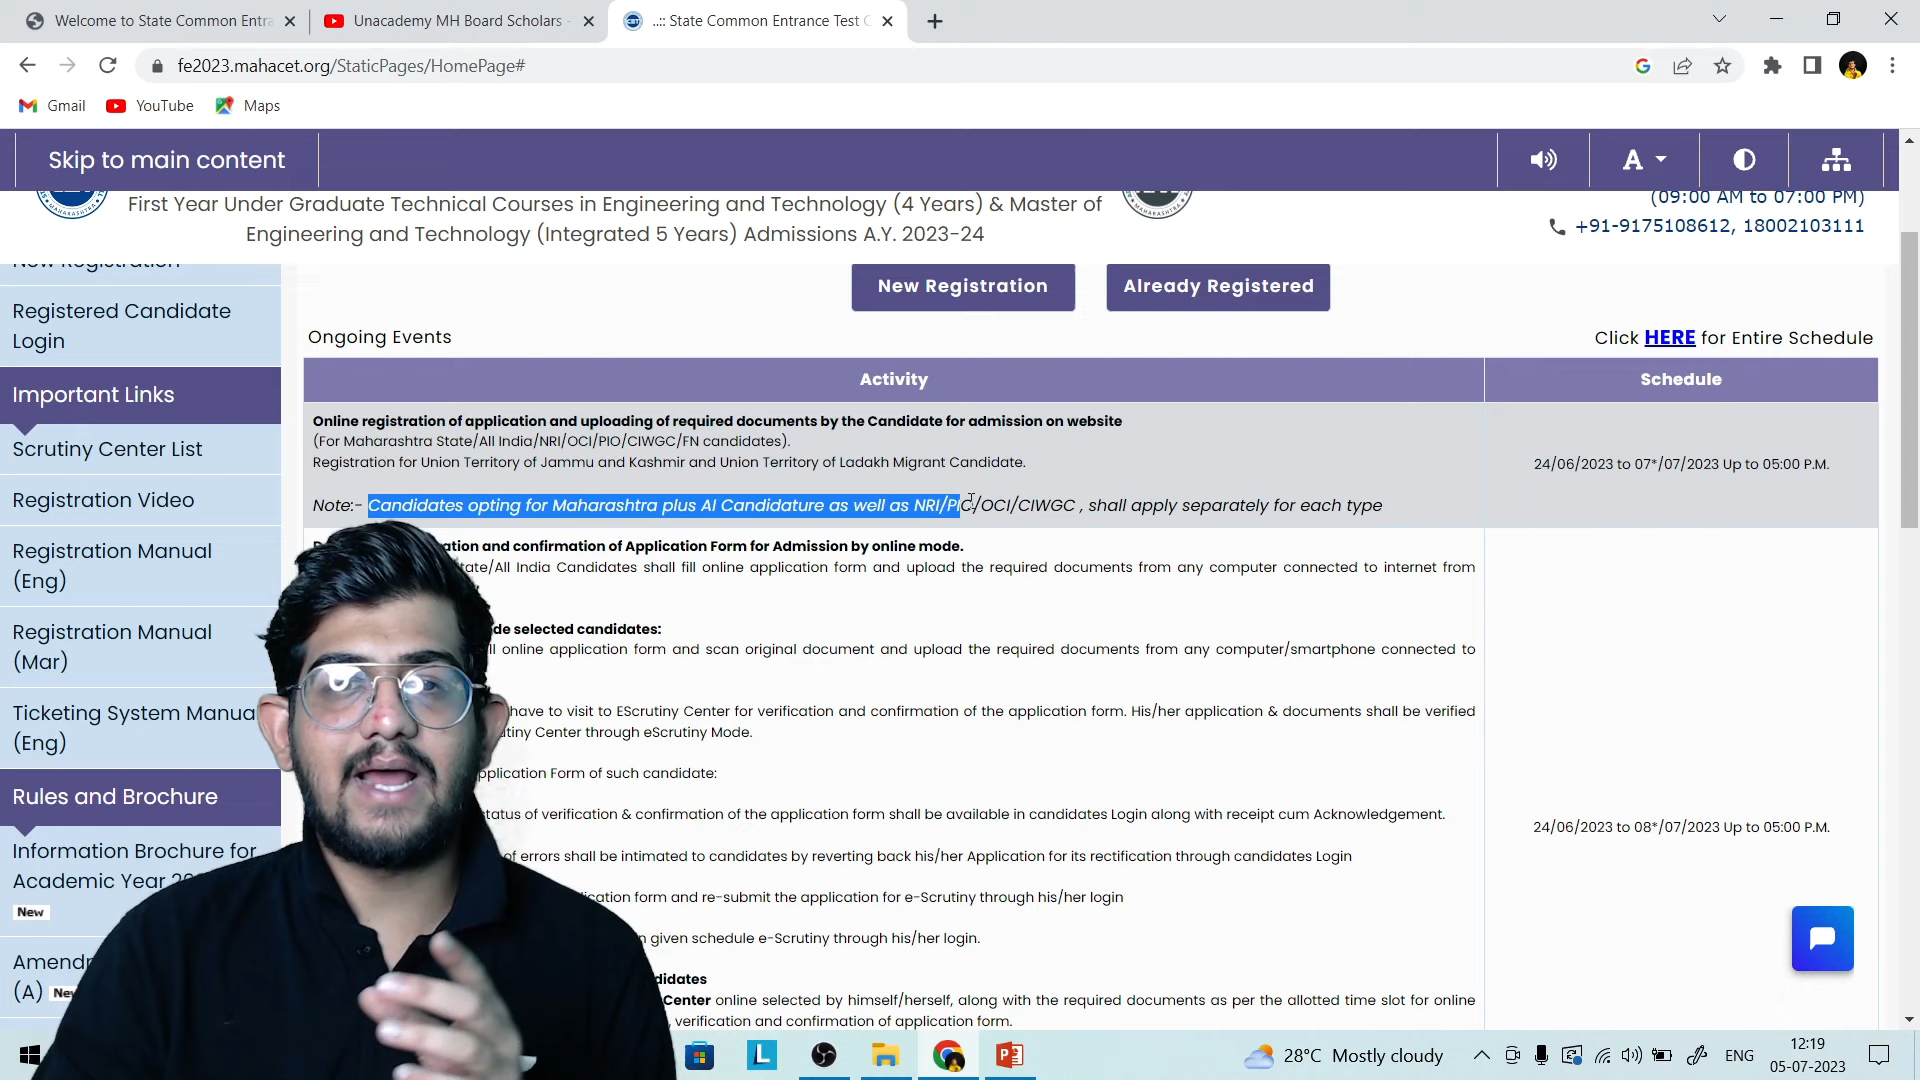 Welcome to State Common Entra
Unacademy MH Board Scholars -
..:: State Common Entrance Test C
fe2023.mahacet.org/StaticPages/HomePage#
Gmail
YouTube
Maps
Skip to main content
A
First Year Under Graduate Technical Courses in Engineering and Technology (4 Years) & Master of
Engineering and Technology (Integrated 5 Years) Admissions A.Y. 2023-24
(09:00 AM to 07:00 PM)
+91-9175108612, 18002103111
New Registration
Registered Candidate
Login
Important Links
Scrutiny Center List
Registration Video
Registration Manual
(Eng)
Registration Manual
(Mar)
Ticketing System Manua
(Eng)
Rules and Brochure
Information Brochure for
Academic Year 20
New
Amendm
(A)
New Registration
Already Registered
Ongoing Events
Click HERE for Entire Schedule
Activity
Schedule
Online registration of application and uploading of required documents by the Candidate for admission on website
(For Maharashtra State/All India/NRI/OCI/PIO/CIWGC/FN candidates).
Registration for Union Territory of Jammu and Kashmir and Union Territory of Ladakh Migrant Candidate.
Note:- Candidates opting for Maharashtra plus AI Candidature as well as NRI/PIO/OCI/CIWGC , shall apply separately for each type
24/06/2023 to 07*/07/2023 Up to 05:00 P.M.
ation and confirmation of Application Form for Admission by online mode.
tate/All India Candidates shall fill online application form and upload the required documents from any computer connected to internet from
de selected candidates:
ll online application form and scan original document and upload the required documents from any computer/smartphone connected to
have to visit to EScrutiny Center for verification and confirmation of the application form. His/her application & documents shall be verified
utiny Center through eScrutiny Mode.
pplication Form of such candidate:
tatus of verification & confirmation of the application form shall be available in candidates Login along with receipt cum Acknowledgement.
of errors shall be intimated to candidates by reverting back his/her Application for its rectification through candidates Login
ication form and re-submit the application for e-Scrutiny through his/her login
n given schedule e-Scrutiny through his/her login.
didates
Center online selected by himself/herself, along with the required documents as per the allotted time slot for online
, verification and confirmation of application form.
24/06/2023 to 08*/07/2023 Up to 05:00 P.M.
28°C Mostly cloudy
ENG
12:19
05-07-2023